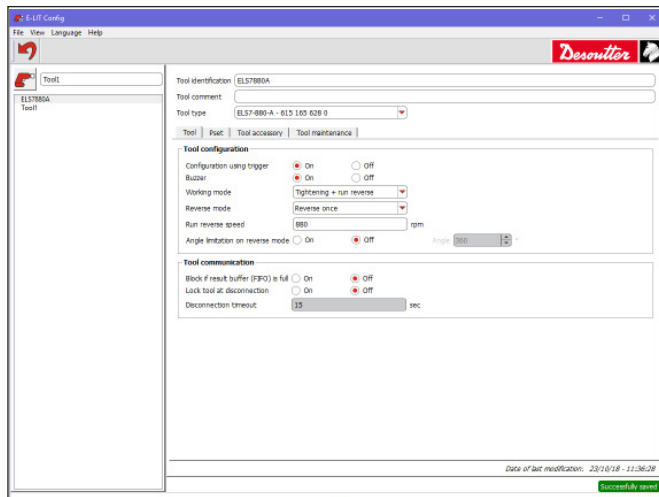 E-LIT Config
File View Language Help
Desoutter
Tool1
ELS7880A
Tool1
Tool identification ELS7880A
Tool comment
Tool type ELS7-880-A - 615 165 628 0
Tool Pset Tool accessory Tool maintenance
Tool configuration
Configuration using trigger On Off
Buzzer On Off
Working mode Tightening + run reverse
Reverse mode Reverse once
Run reverse speed 880 rpm
Angle limitation on reverse mode On Off Angle 360 °
Tool communication
Block if result buffer (FIFO) is full On Off
Lock tool at disconnection On Off
Disconnection timeout 15 sec
Date of last modification: 23/10/18 - 11:36:28
Successfully saved